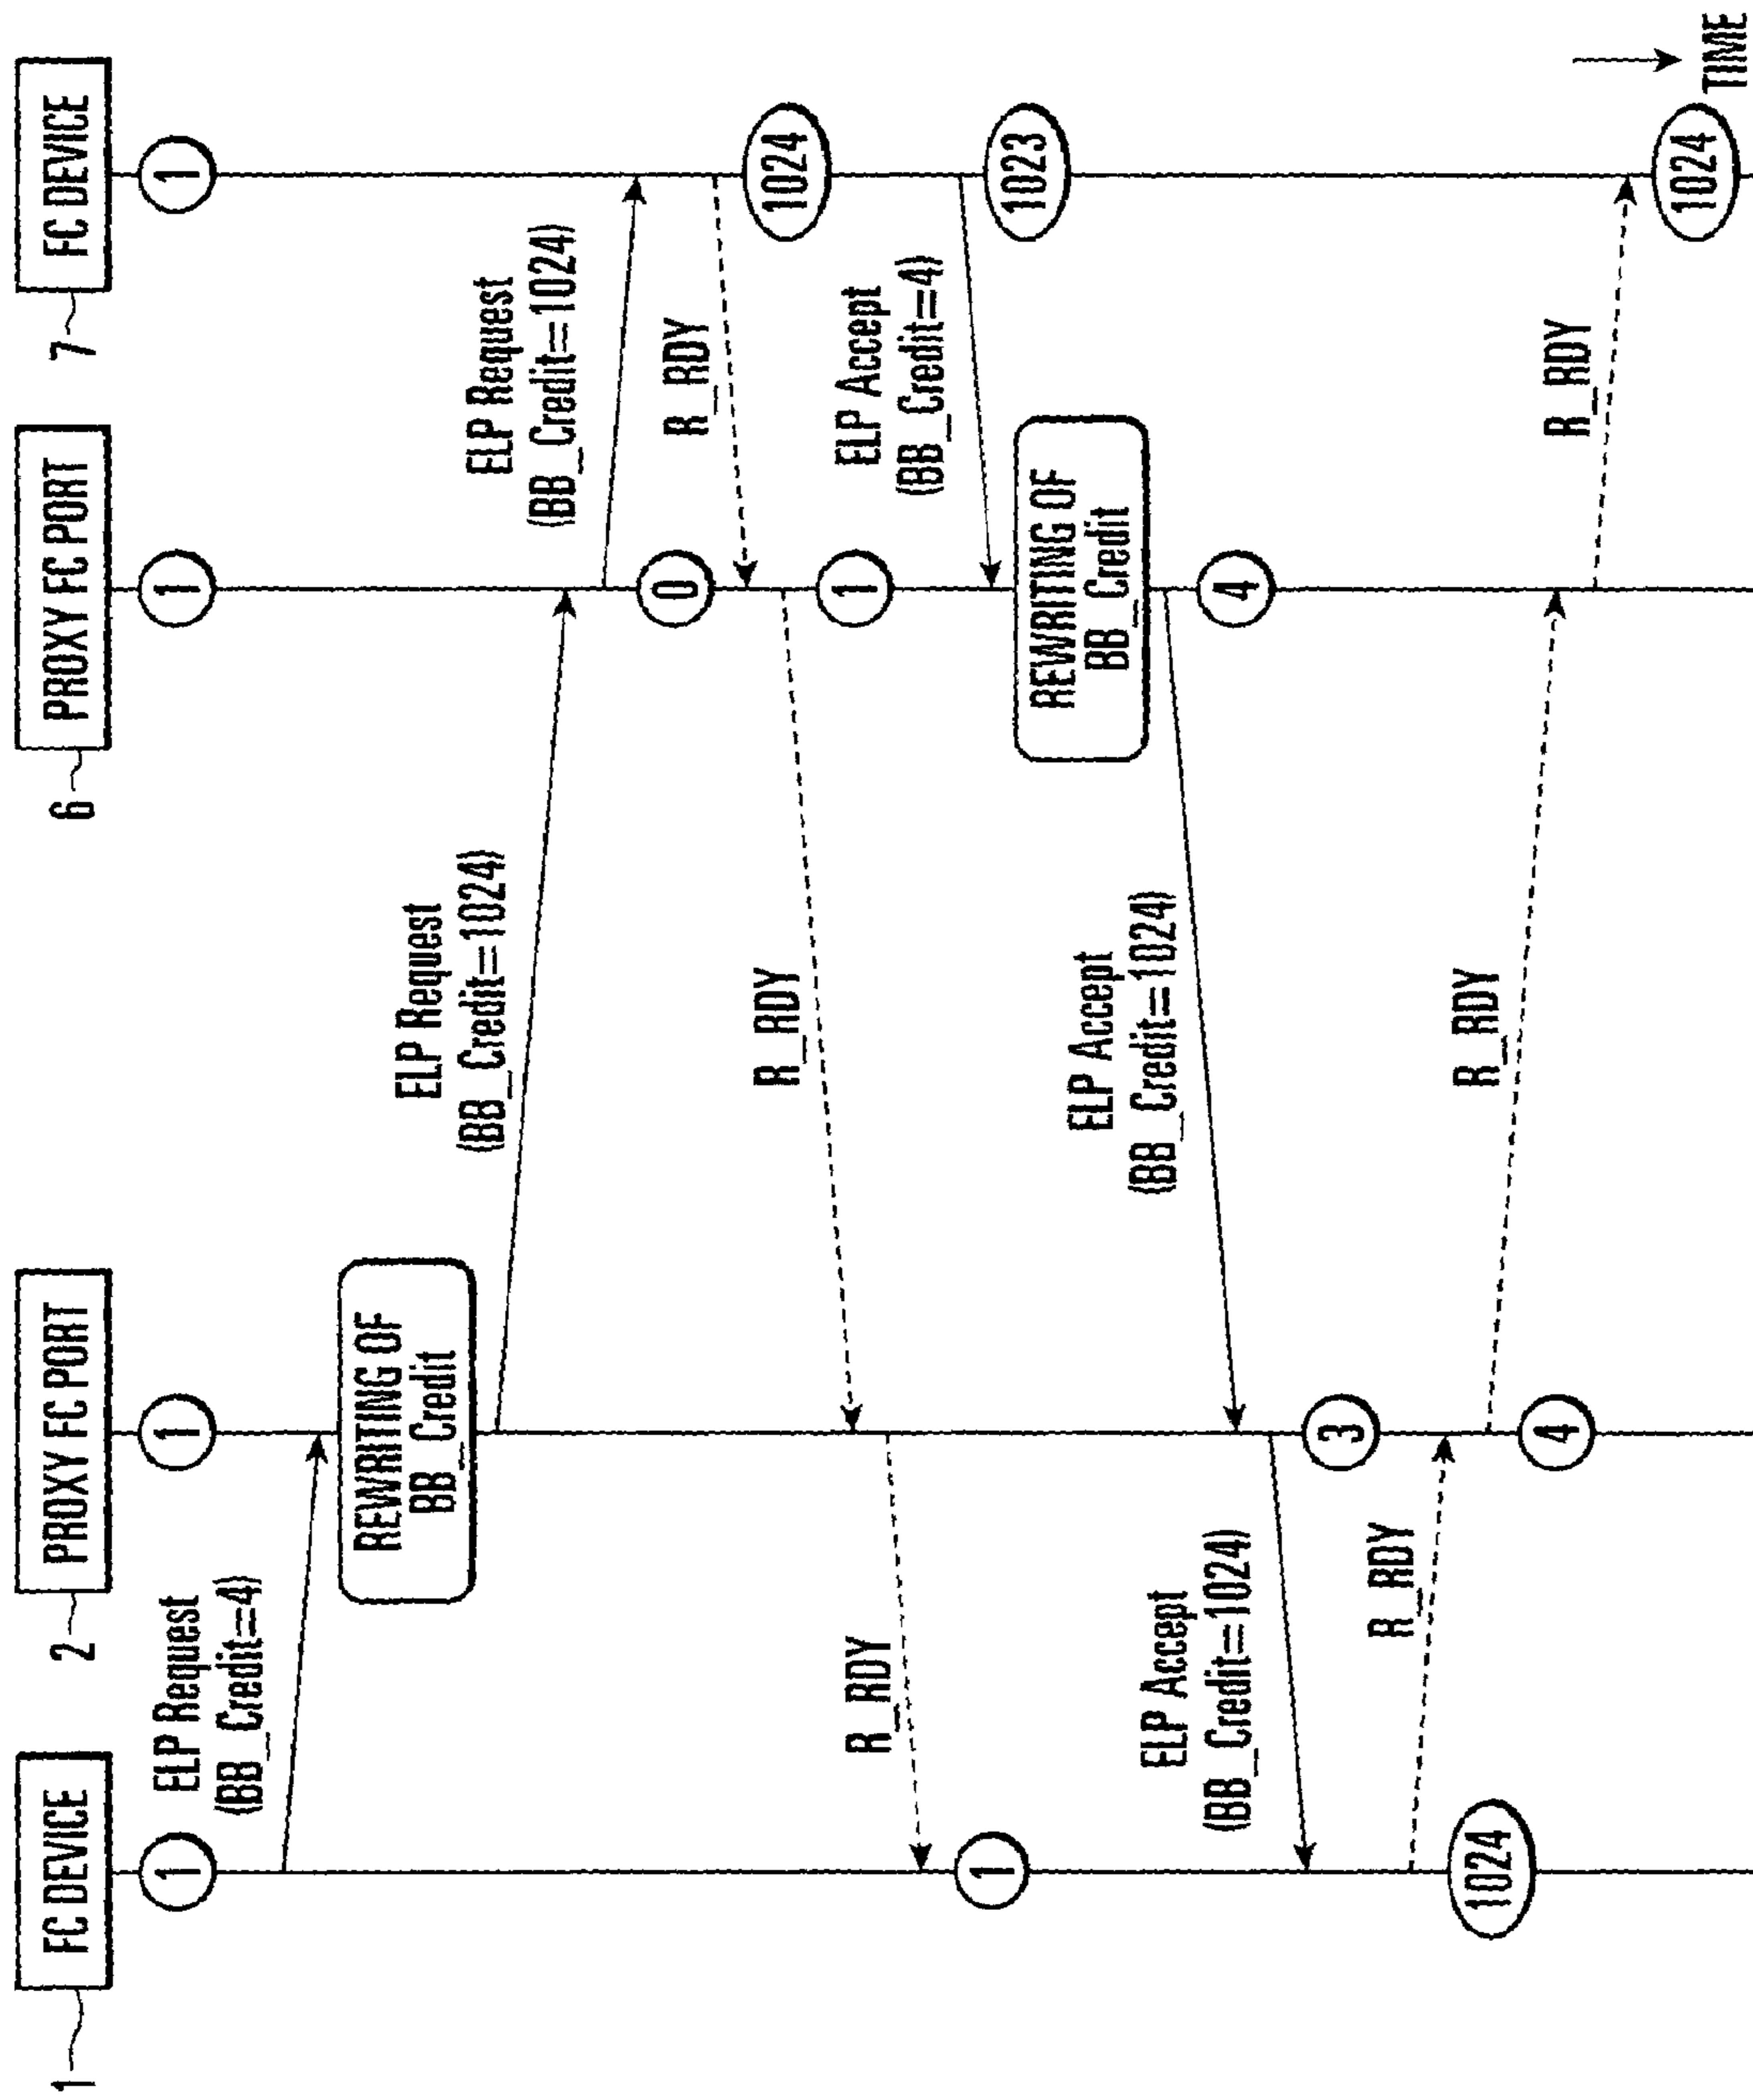 1
FC DEVICE
2
PROXY FC PORT
6
PROXY FC PORT
7
FC DEVICE
1
1
1
1
ELP Request
(BB_Credit=4)
REWRITING OF
BB_Credit
ELP Request
(BB_Credit=1024)
ELP Request
(BB_Credit=1024)
0
R_RDY
1024
1
R_RDY
R_RDY
1
ELP Accept
(BB_Credit=4)
1023
REWRITING OF
BB_Credit
4
ELP Accept
(BB_Credit=1024)
ELP Accept
(BB_Credit=1024)
3
R_RDY
1024
4
R_RDY
R_RDY
1024
TIME